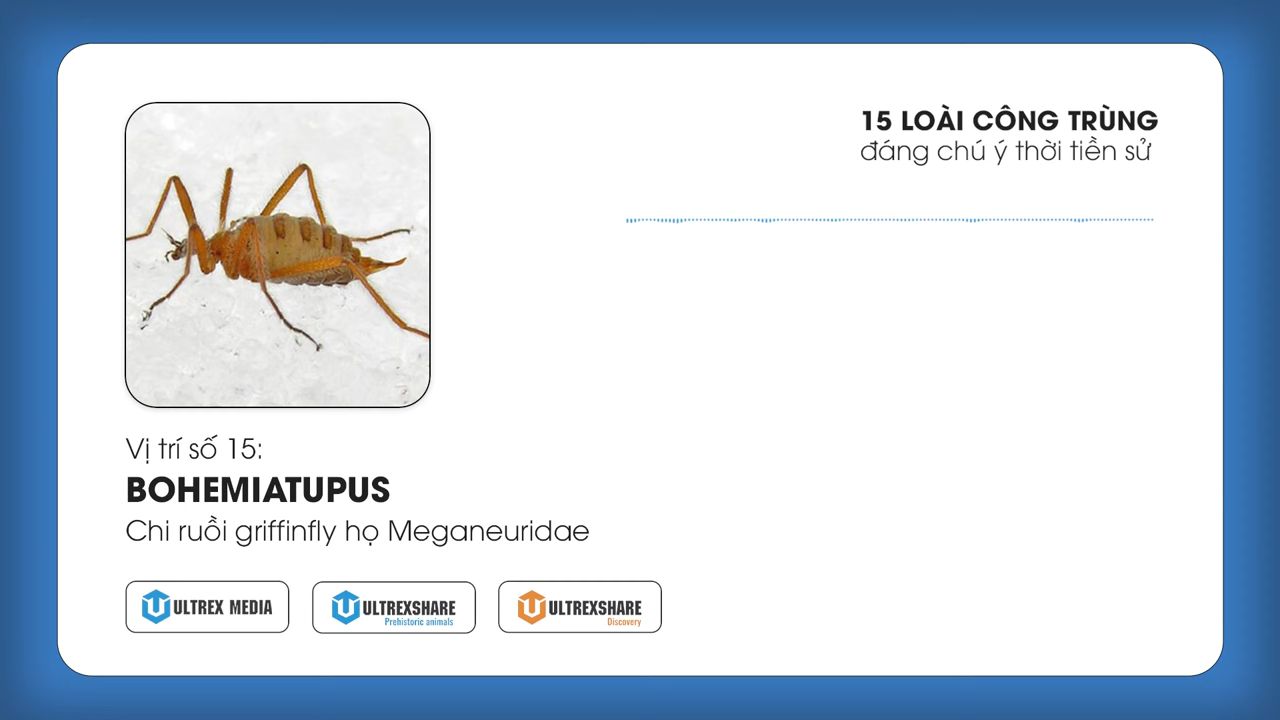 15 LOÀI CÔNG TRÙNG
đáng chú ý thời tiền sử
Vị trí số 15:
BOHEMIATUPUS
Chi ruồi griffinfly họ Meganeuridae
ULTREX MEDIA
ULTREXSHARE
Prehistoric animals
ULTREXSHARE
Discovery